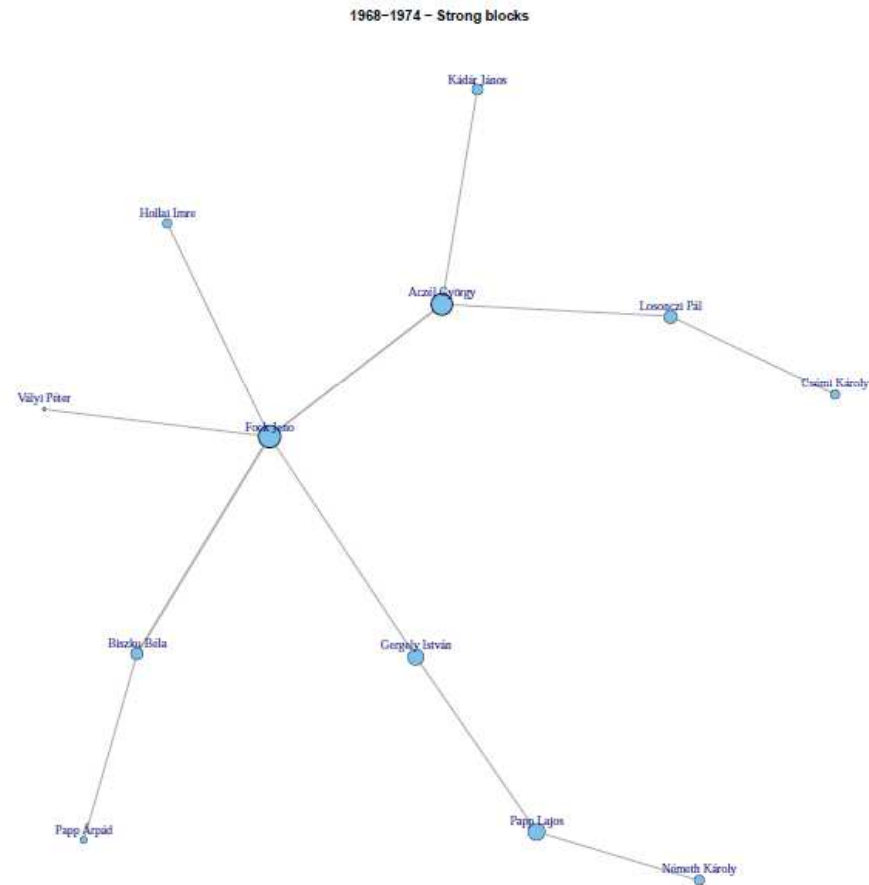 1968−1974 − Strong blocks
Kádár János
Hollai Imre
Aczél György
Losonczi Pál
Csémi Károly
Vályi Péter
Fock Jeno
Biszku Béla
Gergely István
Papp Lajos
Papp Árpád
Németh Károly